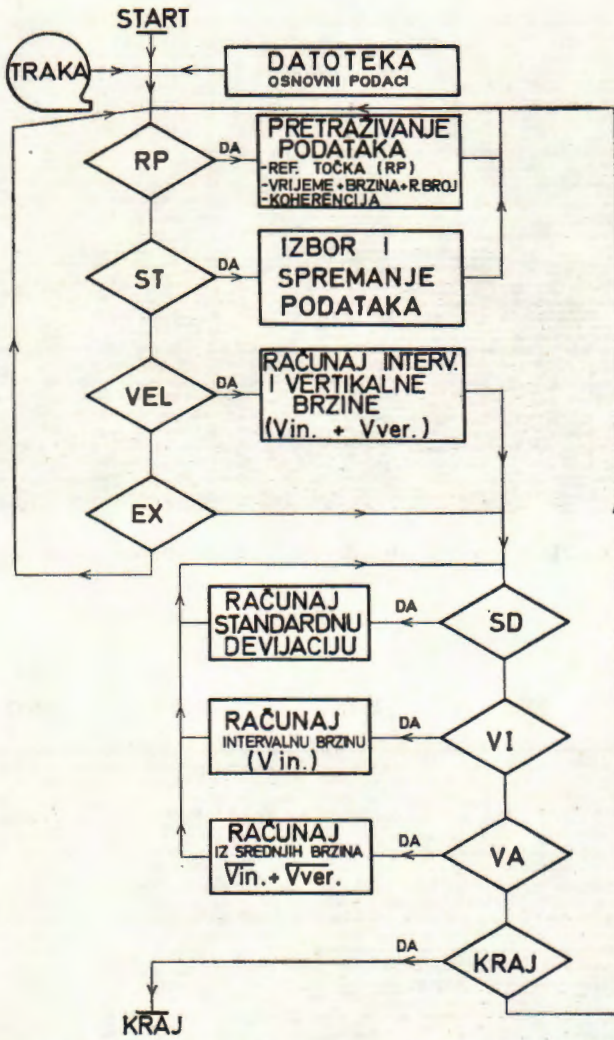 START
TRAKA
DATOTEKA
OSNOVNI PODACI
RP
DA
PRETRAŽIVANJE
PODATAKA
-REF. TOČKA (RP)
-VRIJEME+BRZINA+R.BROJ
-KOHERENCIJA
ST
DA
IZBOR I
SPREMANJE
PODATAKA
VEL
DA
RAČUNAJ INTERV.
I VERTIKALNE
BRZINE
(Vin. + Vver.)
EX
RAČUNAJ
STANDARDNU
DEVIJACIJU
DA
SD
RAČUNAJ
INTERVALNU BRZINU
(Vin.)
DA
VI
RAČUNAJ
IZ SREDNJIH BRZINA
V̅in. + V̅ver.
DA
VA
DA
KRAJ
KRAJ